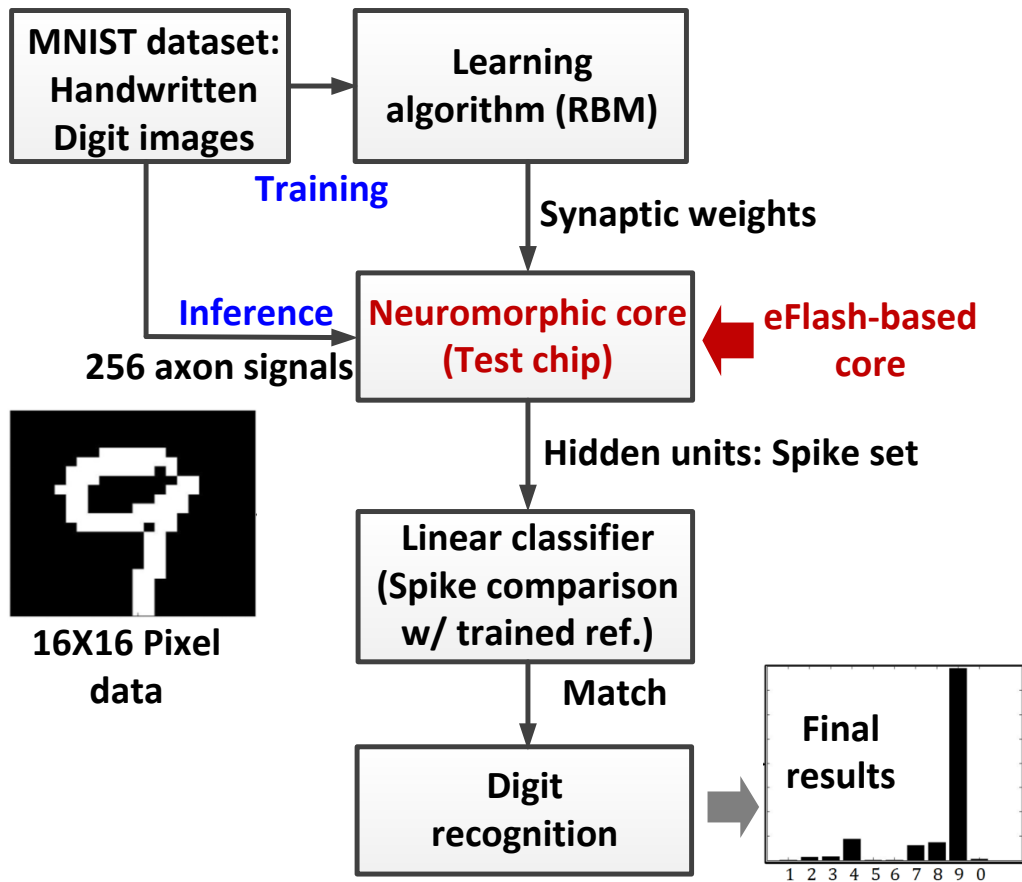 MNIST dataset:
Handwritten
Digit images
Learning
algorithm (RBM)
Training
Synaptic weights
Inference
256 axon signals
Neuromorphic core
(Test chip)
eFlash-based
core
Hidden units: Spike set
16X16 Pixel
data
Linear classifier
(Spike comparison
w/ trained ref.)
Match
Digit
recognition
Final
results
1 2 3 4 5 6 7 8 9 0